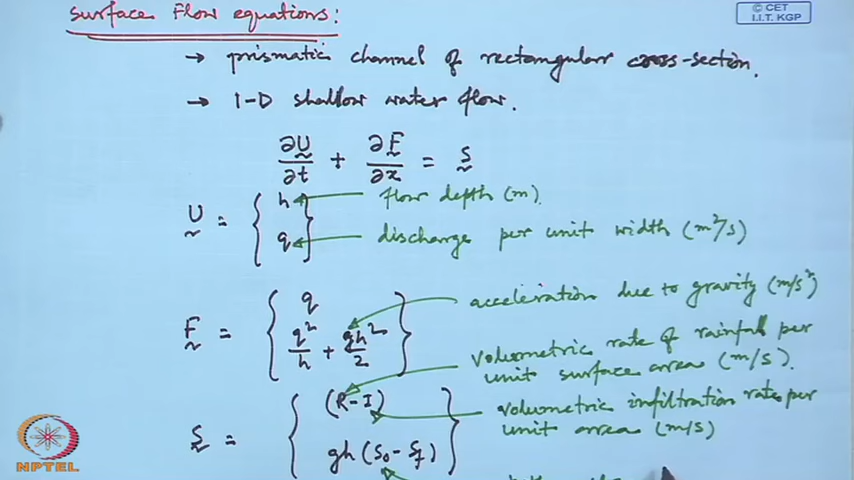 © CET
I.I.T. KGP
Surface Flow equations:
→ prismatic channel of rectangular cross-section.
→ 1-D shallow water flow.
∂U/∂t + ∂F/∂x = S
U = { h ← flow depth (m).
q } ← discharge per unit width (m²/s)
F = { q
q²/h + gh²/2 } ← acceleration due to gravity (m/s²)
S = { (R-I) ← volumetric rate of rainfall per unit surface area (m/s).
← volumetric infiltration rate per unit area (m/s)
gh(S₀-S_f) }
NPTEL